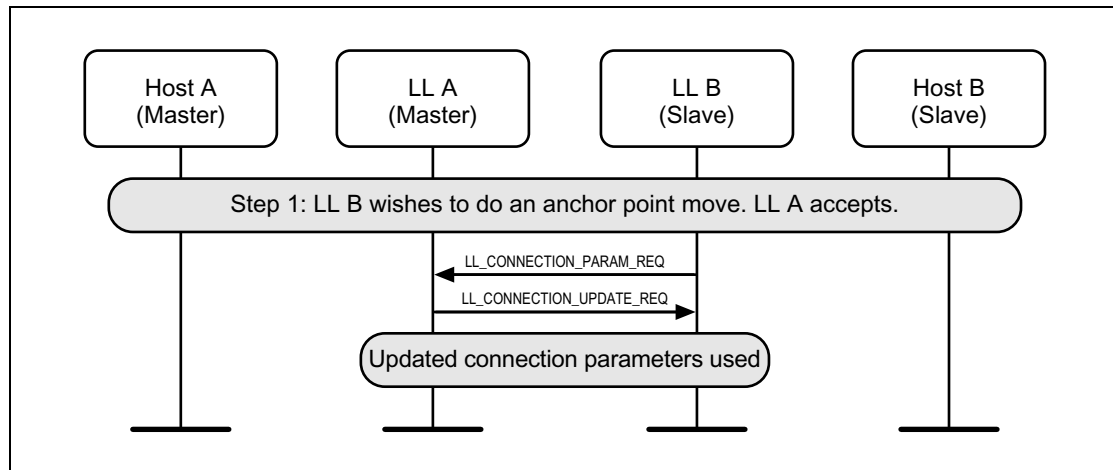 Host A
(Master)
LL A
(Master)
LL B
(Slave)
Host B
(Slave)
Step 1: LL B wishes to do an anchor point move. LL A accepts.
LL_CONNECTION_PARAM_REQ
LL_CONNECTION_UPDATE_REQ
Updated connection parameters used